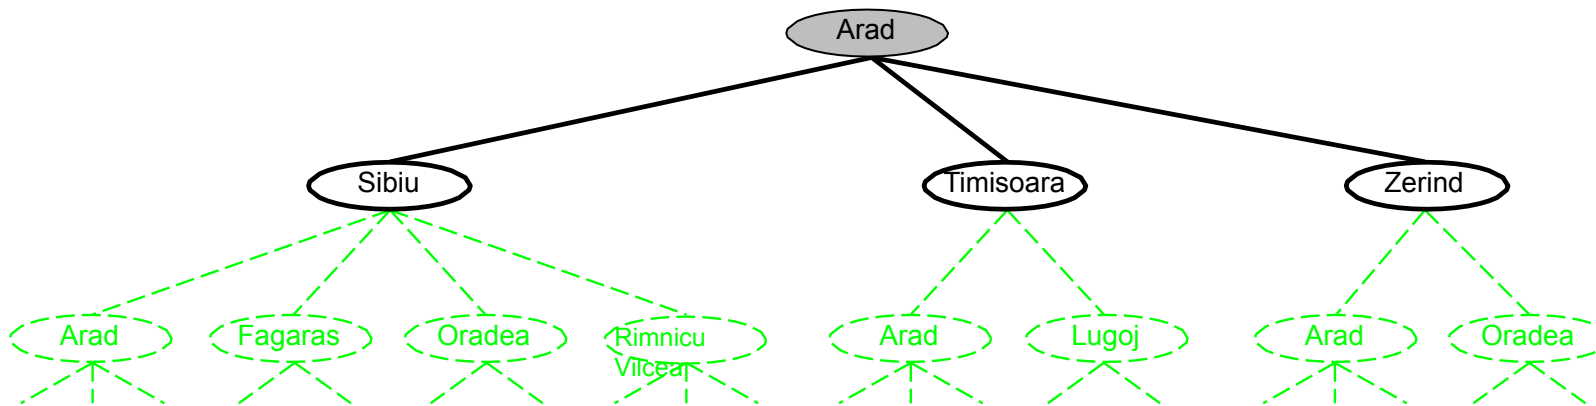 Arad
Sibiu
Timisoara
Zerind
Arad
Fagaras
Oradea
Rimnicu
Vilcea
Arad
Lugoj
Arad
Oradea